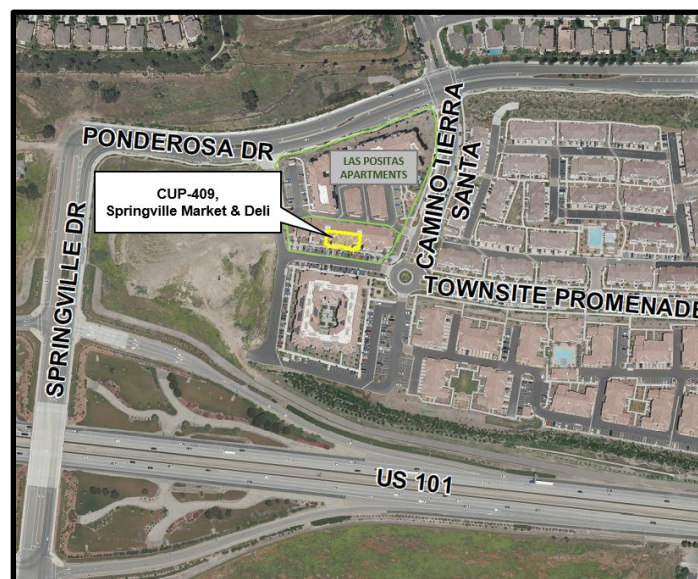 PONDEROSA DR
LAS POSITAS
APARTMENTS
CUP-409,
Springville Market & Deli
CAMINO TIERRA
SANTA
SPRINGVILLE DR
TOWNSITE PROMENADE
US 101